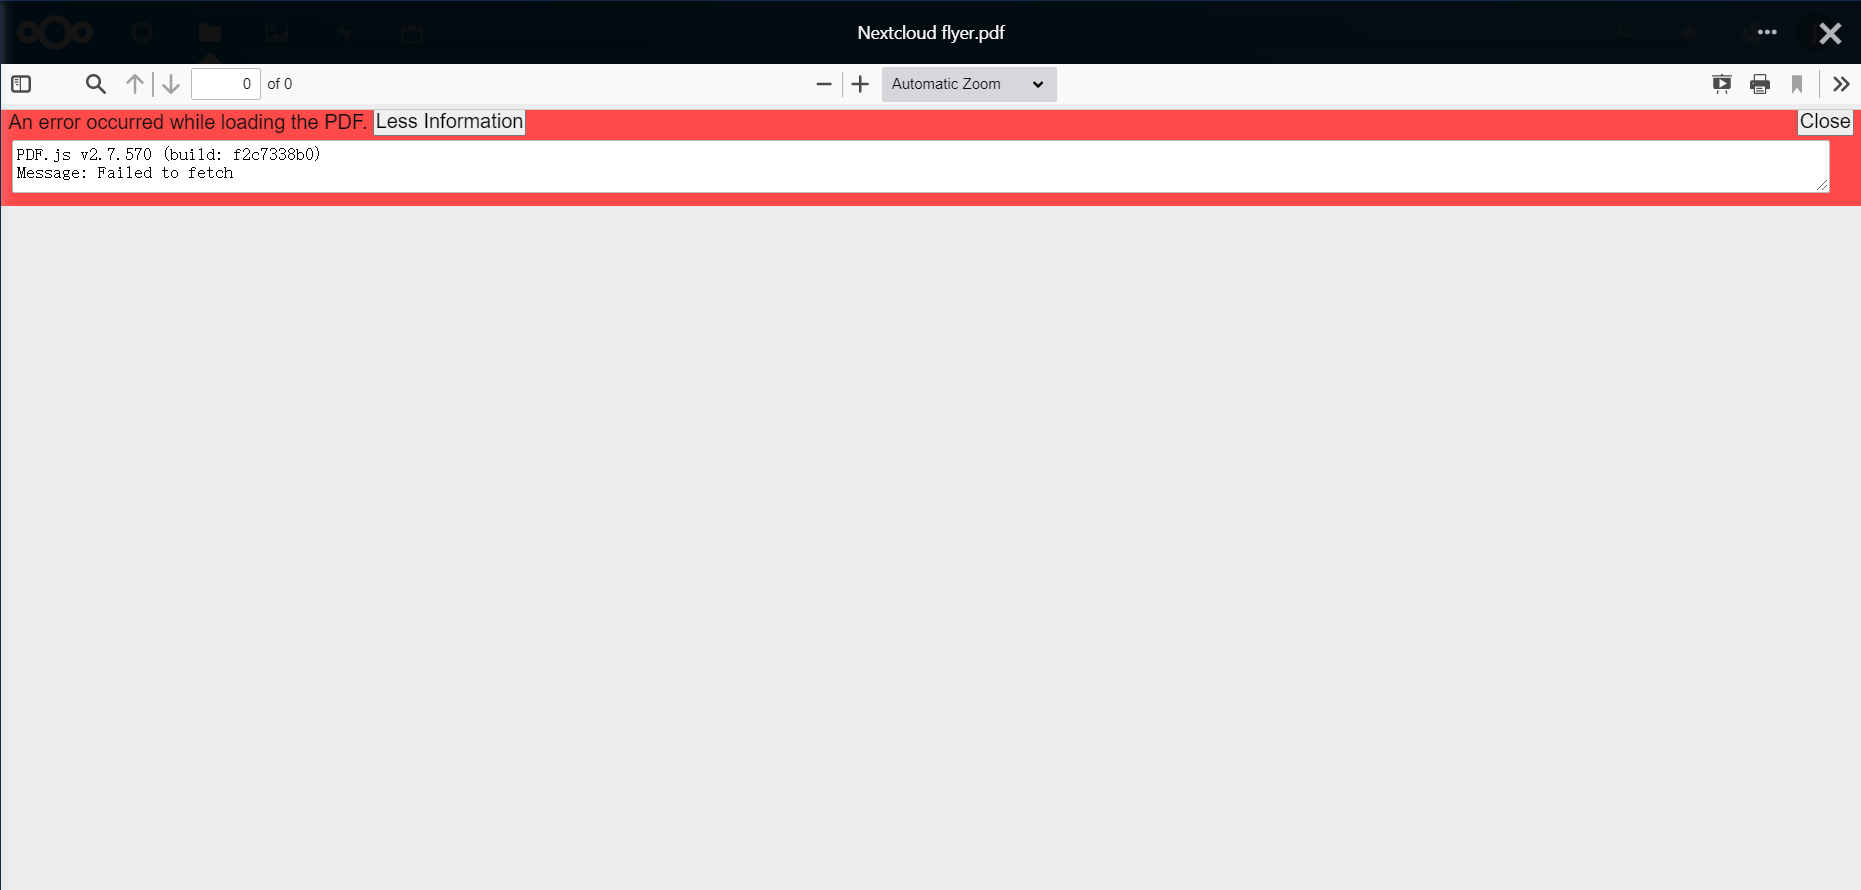 Nextcloud flyer.pdf
0 of 0
Automatic Zoom
An error occurred while loading the PDF. Less Information
Close
PDF.js v2.7.570 (build: f2c7338b0)
Message: Failed to fetch